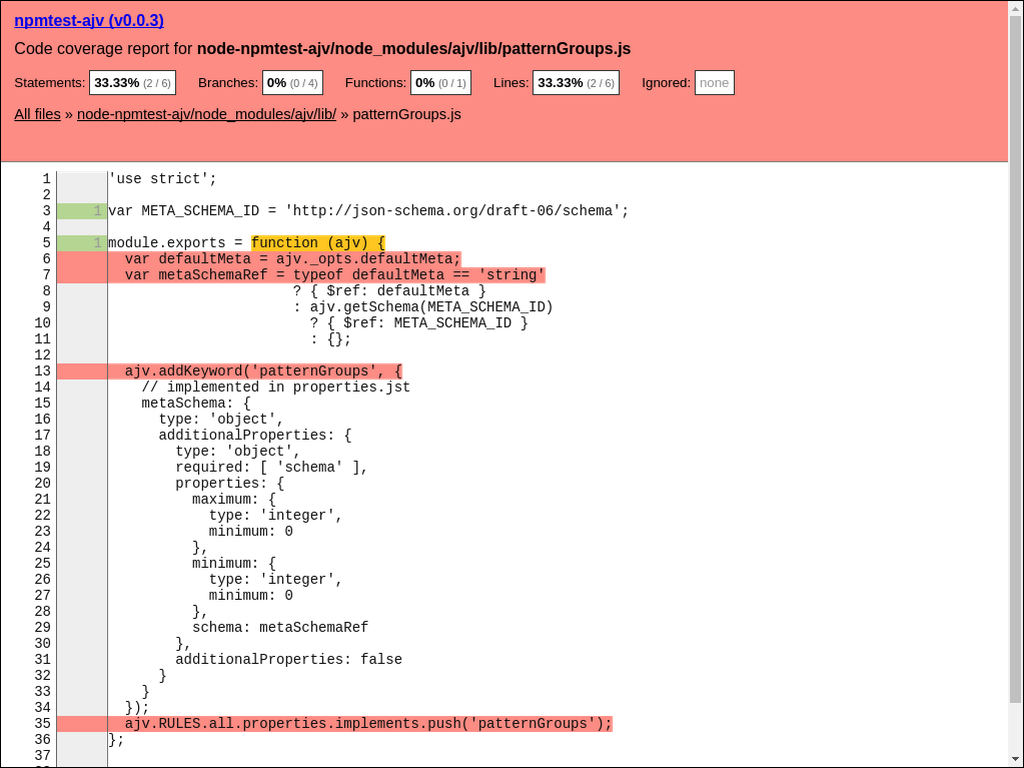 npmtest-ajv (v0.0.3)
Code coverage report for node-npmtest-ajv/node_modules/ajv/lib/patternGroups.js
Statements: 33.33% (2 / 6) Branches: 0% (0 / 4) Functions: 0% (0 / 1) Lines: 33.33% (2 / 6) Ignored: none
All files » node-npmtest-ajv/node_modules/ajv/lib/ » patternGroups.js
1 'use strict';
2
3 1 var META_SCHEMA_ID = 'http://json-schema.org/draft-06/schema';
4
5 1 module.exports = function (ajv) {
6   var defaultMeta = ajv._opts.defaultMeta;
7   var metaSchemaRef = typeof defaultMeta == 'string'
8                       ? { $ref: defaultMeta }
9                       : ajv.getSchema(META_SCHEMA_ID)
10                         ? { $ref: META_SCHEMA_ID }
11                         : {};
12
13   ajv.addKeyword('patternGroups', {
14     // implemented in properties.jst
15     metaSchema: {
16       type: 'object',
17       additionalProperties: {
18         type: 'object',
19         required: [ 'schema' ],
20         properties: {
21           maximum: {
22             type: 'integer',
23             minimum: 0
24           },
25           minimum: {
26             type: 'integer',
27             minimum: 0
28           },
29           schema: metaSchemaRef
30         },
31         additionalProperties: false
32       }
33     }
34   });
35   ajv.RULES.all.properties.implements.push('patternGroups');
36 };
37